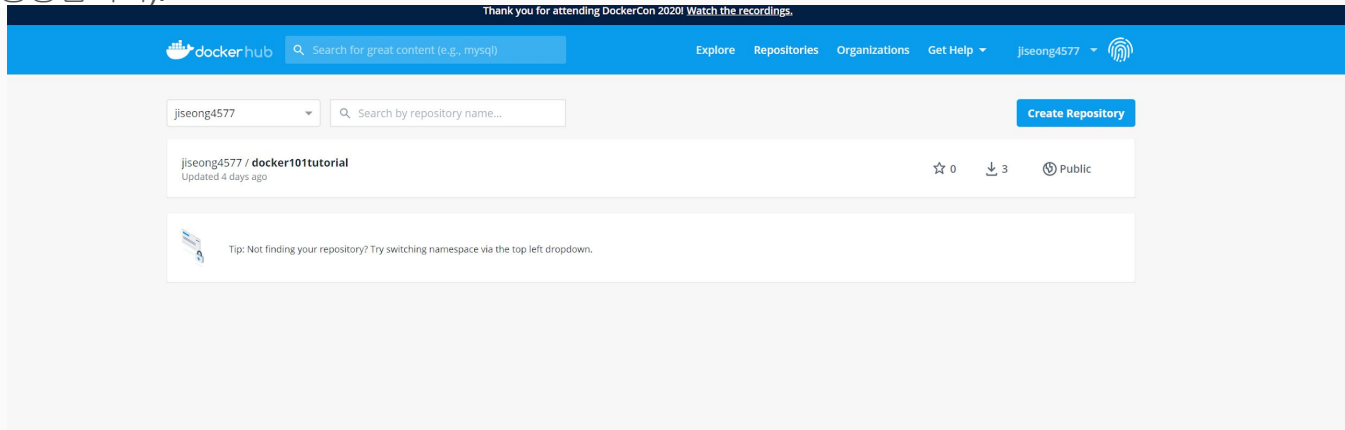 Thank you for attending DockerCon 2020! Watch the recordings.
dockerhub Search for great content (e.g., mysql) Explore Repositories Organizations Get Help jiseong4577
jiseong4577 Search by repository name... Create Repository
jiseong4577 / docker101tutorial 0 3 Public
Updated 4 days ago
Tip: Not finding your repository? Try switching namespace via the top left dropdown.